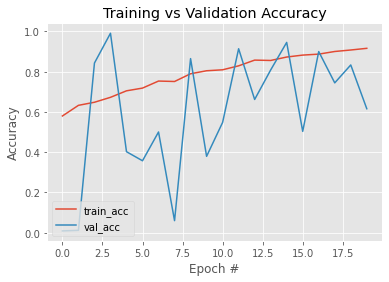 Training vs Validation Accuracy
1.0
0.8
0.6
0.4
0.2
0.0
Accuracy
train_acc
val_acc
0.0 2.5 5.0 7.5 10.0 12.5 15.0 17.5
Epoch #